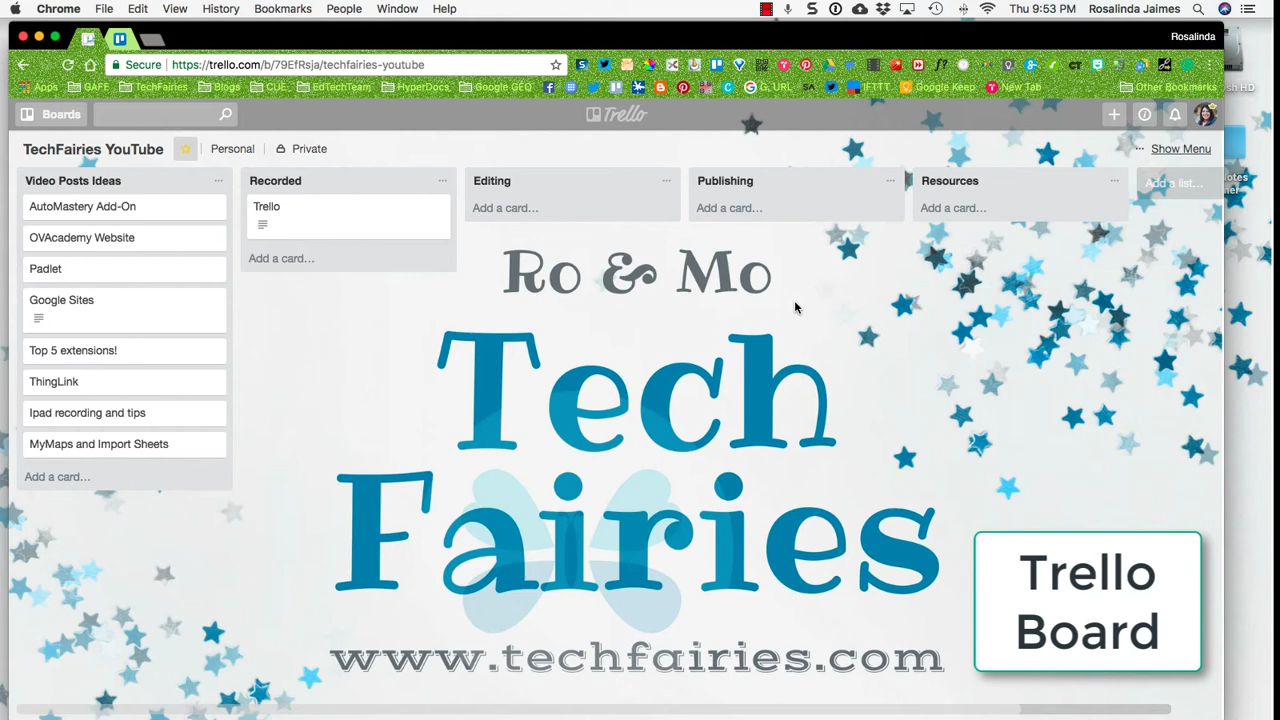 Chrome File Edit View History Bookmarks People Window Help Thu 9:53 PM Rosalinda Jaimes
Rosalinda
Secure https://trello.com/b/79EfRsja/techfairies-youtube
Apps GAFE TechFairies Blogs CUE, EdTechTeam HyperDocs Google GEQ G, URL SA IFTTT Google Keep New Tab Other Bookmarks
Boards Trello
TechFairies YouTube Personal Private Show Menu
Video Posts Ideas
AutoMastery Add-On
OVAcademy Website
Padlet
Google Sites
Top 5 extensions!
ThingLink
Ipad recording and tips
MyMaps and Import Sheets
Add a card...
Recorded
Trello
Add a card...
Editing
Add a card...
Publishing
Add a card...
Resources
Add a card...
Add a list...
Ro & Mo
Tech
Fairies
www.techfairies.com
Trello
Board